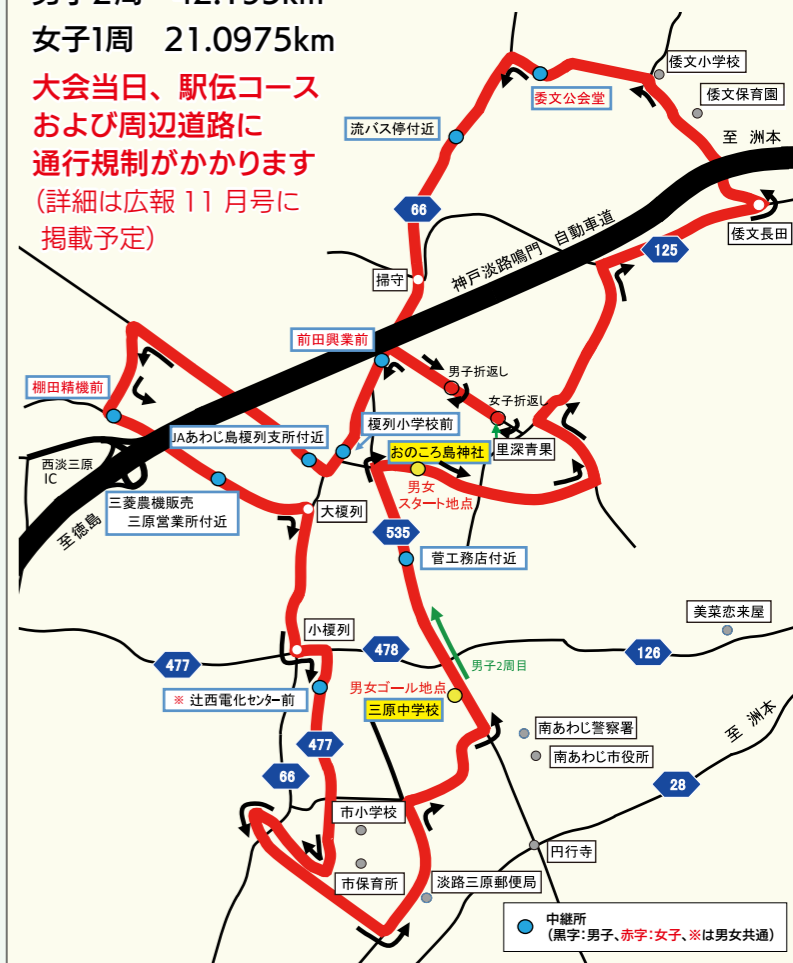 男子2周 42.195km
女子1周 21.0975km
大会当日、駅伝コース
および周辺道路に
通行規制がかかります
(詳細は広報 11 月号に
掲載予定)
倭文小学校
委文公会堂
倭文保育園
流バス停付近
至 洲本
66
倭文長田
125
神戸淡路鳴門 自動車道
掃守
前田興業前
男子折返し
棚田精機前
女子折返し
JAあわじ島榎列支所付近
榎列小学校前
おのころ島神社
里深青果
西淡三原
IC
男女
スタート地点
三菱農機販売
三原営業所付近
大榎列
至徳島
535
菅工務店付近
美菜恋来屋
小榎列
478
477
126
男子2周目
※ 辻西電化センター前
男女ゴール地点
三原中学校
477
南あわじ警察署
至 洲本
南あわじ市役所
66
28
市小学校
円行寺
市保育所
淡路三原郵便局
中継所
(黒字:男子、赤字:女子、※は男女共通)